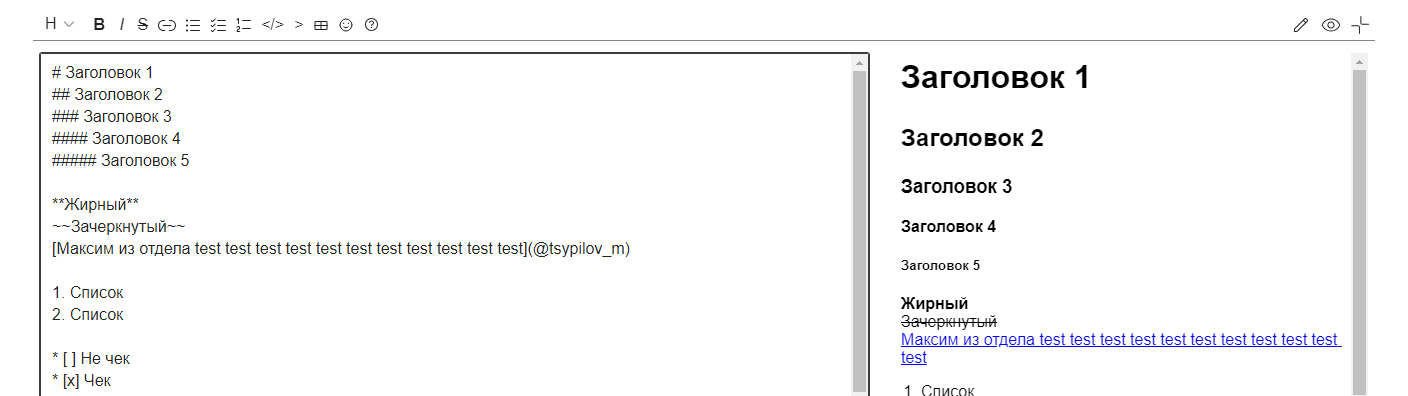 H B I S </> >
# Заголовок 1
## Заголовок 2
### Заголовок 3
#### Заголовок 4
##### Заголовок 5
**Жирный**
~~Зачеркнутый~~
[Максим из отдела test test test test test test test test test test test](@tsypilov_m)
1. Список
2. Список
* [ ] Не чек
* [x] Чек
Заголовок 1
Заголовок 2
Заголовок 3
Заголовок 4
Заголовок 5
Жирный
Зачеркнутый
Максим из отдела test test test test test test test test test test
test
1. Список